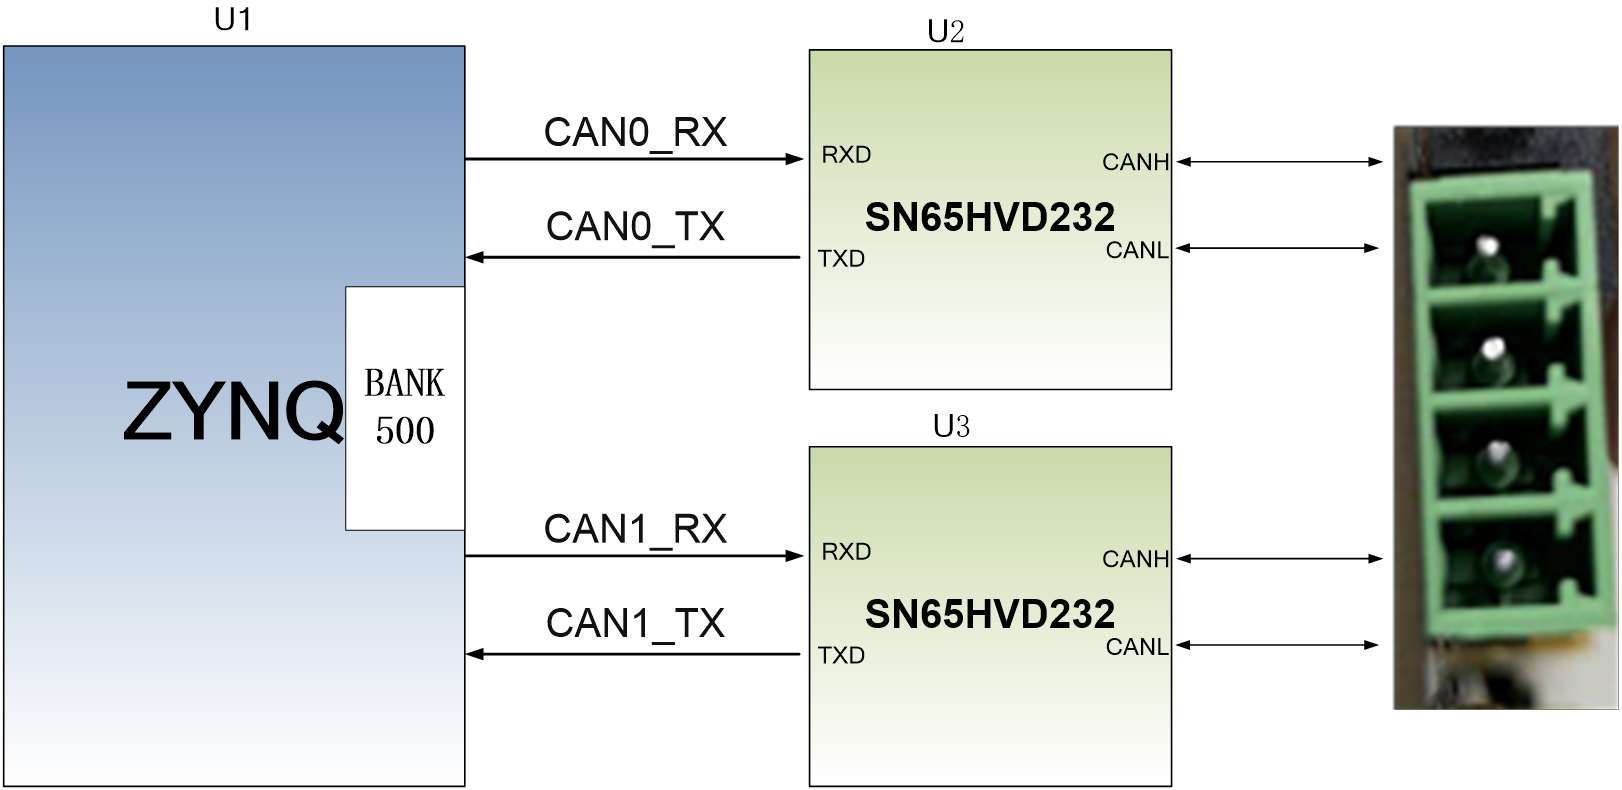 U1
U2
CAN0_RX
RXD
CANH
SN65HVD232
CAN0_TX
CANL
TXD
ZYNQ
BANK
500
U3
CAN1_RX
RXD
CANH
SN65HVD232
CAN1_TX
CANL
TXD